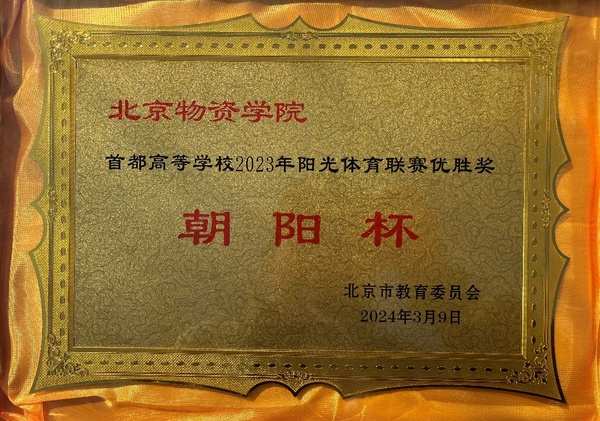 北京物资学院
首都高等学校2023年阳光体育联赛优胜奖
朝阳杯
北京市教育委员会
2024年3月9日